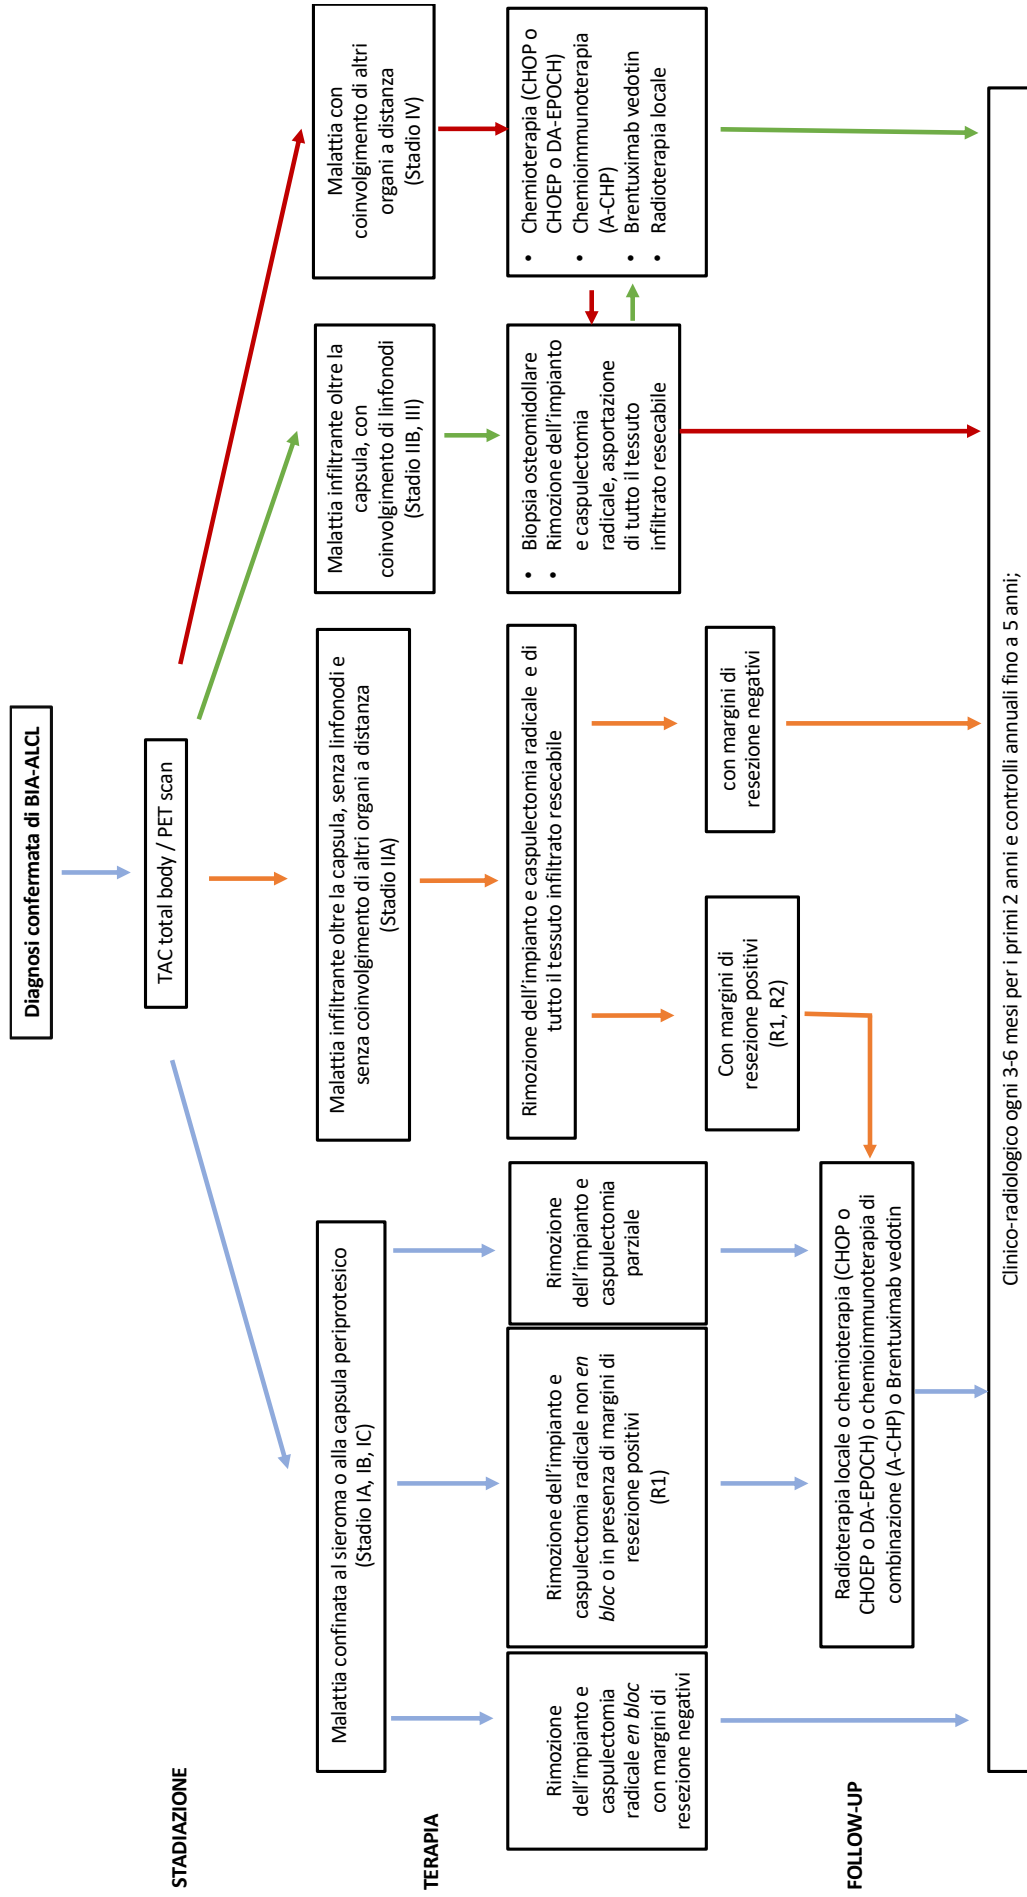 Diagnosi confermata di BIA-ALCL
STADIAZIONE
TAC total body / PET scan
Malattia confinata al sieroma o alla capsula periprotesico
(Stadio IA, IB, IC)
Malattia infiltrante oltre la capsula, senza linfonodi e
senza coinvolgimento di altri organi a distanza
(Stadio IIA)
Malattia infiltrante oltre la
capsula, con
coinvolgimento di linfonodi
(Stadio IIB, III)
Malattia con
coinvolgimento di altri
organi a distanza
(Stadio IV)
TERAPIA
Rimozione
dell'impianto e
caspulectomia
radicale en bloc
con margini di
resezione negativi
Rimozione dell'impianto e
caspulectomia radicale non en
bloc o in presenza di margini di
resezione positivi
(R1)
Rimozione
dell'impianto e
caspulectomia
parziale
Rimozione dell'impianto e caspulectomia radicale e di
tutto il tessuto infiltrato resecabile
• Biopsia osteomidollare
• Rimozione dell'impianto
e caspulectomia
radicale, asportazione
di tutto il tessuto
infiltrato resecabile
• Chemioterapia (CHOP o
CHOEP o DA-EPOCH)
• Chemioimmunoterapia
(A-CHP)
• Brentuximab vedotin
• Radioterapia locale
Con margini di
resezione positivi
(R1, R2)
con margini di
resezione negativi
Radioterapia locale o chemioterapia (CHOP o
CHOEP o DA-EPOCH) o chemioimmunoterapia di
combinazione (A-CHP) o Brentuximab vedotin
FOLLOW-UP
Clinico-radiologico ogni 3-6 mesi per i primi 2 anni e controlli annuali fino a 5 anni;